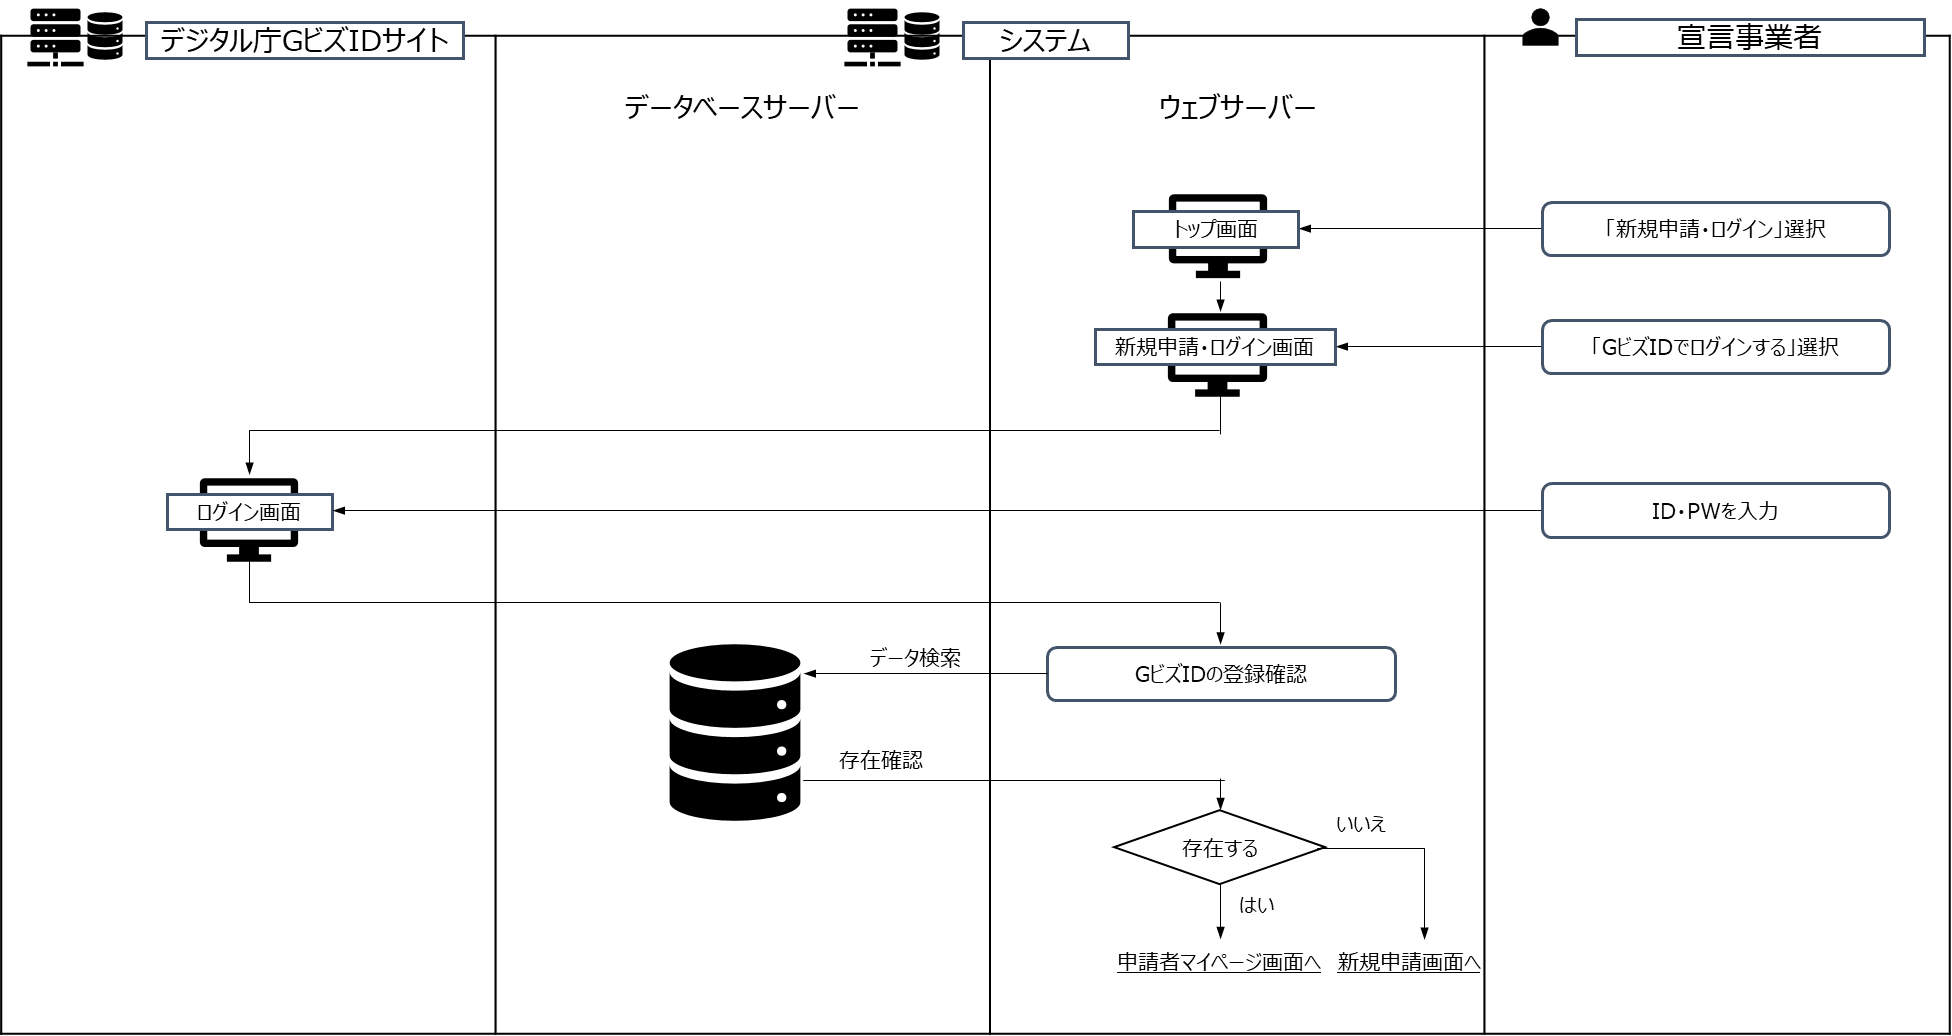 デジタル庁GビズIDサイト
システム
宣言事業者
データベースサーバー
ウェブサーバー
トップ画面
「新規申請・ログイン」選択
新規申請・ログイン画面
「GビズIDでログインする」選択
ログイン画面
ID・PWを入力
データ検索
GビズIDの登録確認
存在確認
存在する
いいえ
はい
申請者マイページ画面へ
新規申請画面へ